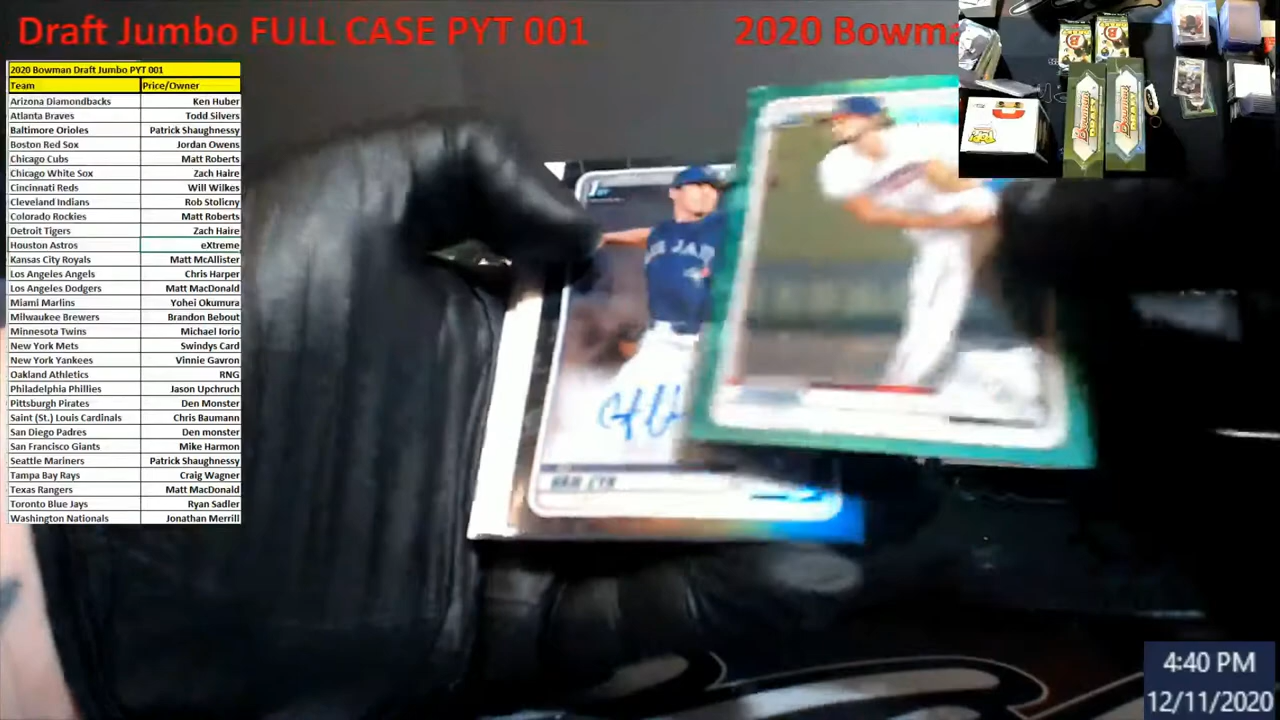 Draft Jumbo FULL CASE PYT 001
2020 Bowma
2020 Bowman Draft Jumbo PYT 001
Team Price/Owner
Arizona Diamondbacks Ken Huber
Atlanta Braves Todd Silvers
Baltimore Orioles Patrick Shaughnessy
Boston Red Sox Jordan Owens
Chicago Cubs Matt Roberts
Chicago White Sox Zach Haire
Cincinnati Reds Will Wilkes
Cleveland Indians Rob Stolicny
Colorado Rockies Matt Roberts
Detroit Tigers Zach Haire
Houston Astros eXtreme
Kansas City Royals Matt McAllister
Los Angeles Angels Chris Harper
Los Angeles Dodgers Matt MacDonald
Miami Marlins Yohei Okumura
Milwaukee Brewers Brandon Bebout
Minnesota Twins Michael Iorio
New York Mets Swindys Card
New York Yankees Vinnie Gavron
Oakland Athletics RNG
Philadelphia Phillies Jason Upchruch
Pittsburgh Pirates Den Monster
Saint (St.) Louis Cardinals Chris Baumann
San Diego Padres Den monster
San Francisco Giants Mike Harmon
Seattle Mariners Patrick Shaughnessy
Tampa Bay Rays Craig Wagner
Texas Rangers Matt MacDonald
Toronto Blue Jays Ryan Sadler
Washington Nationals Jonathan Merrill
Bowman DRAFT
Bowman DRAFT
4:40 PM
12/11/2020